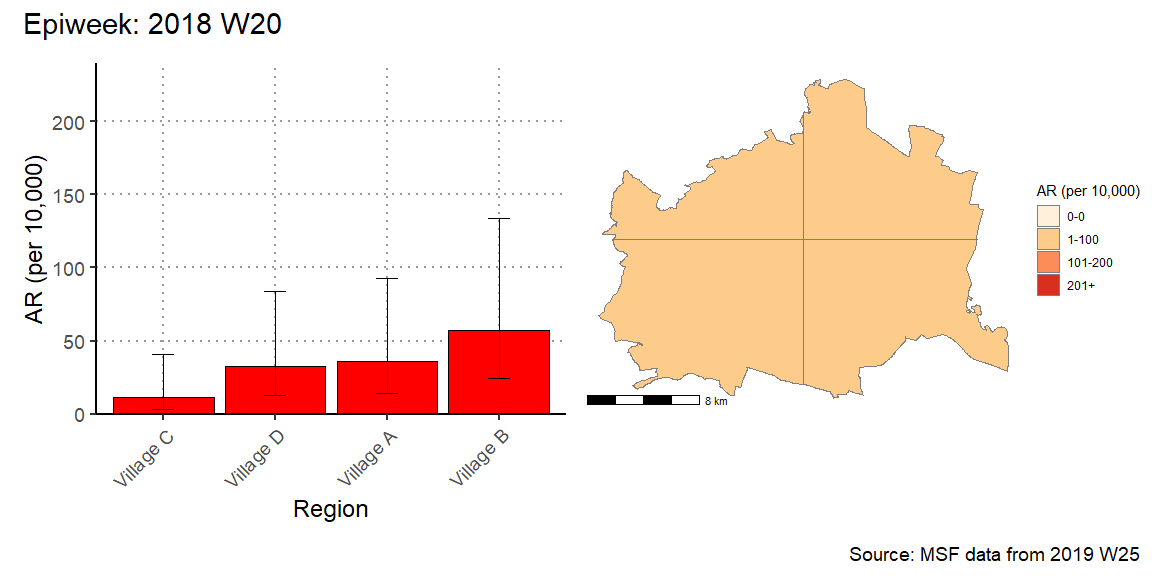 Epiweek: 2018 W20
AR (per 10,000)
200
150
100
50
0
Village C
Village D
Village A
Village B
Region
8 km
AR (per 10,000)
0-0
1-100
101-200
201+
Source: MSF data from 2019 W25